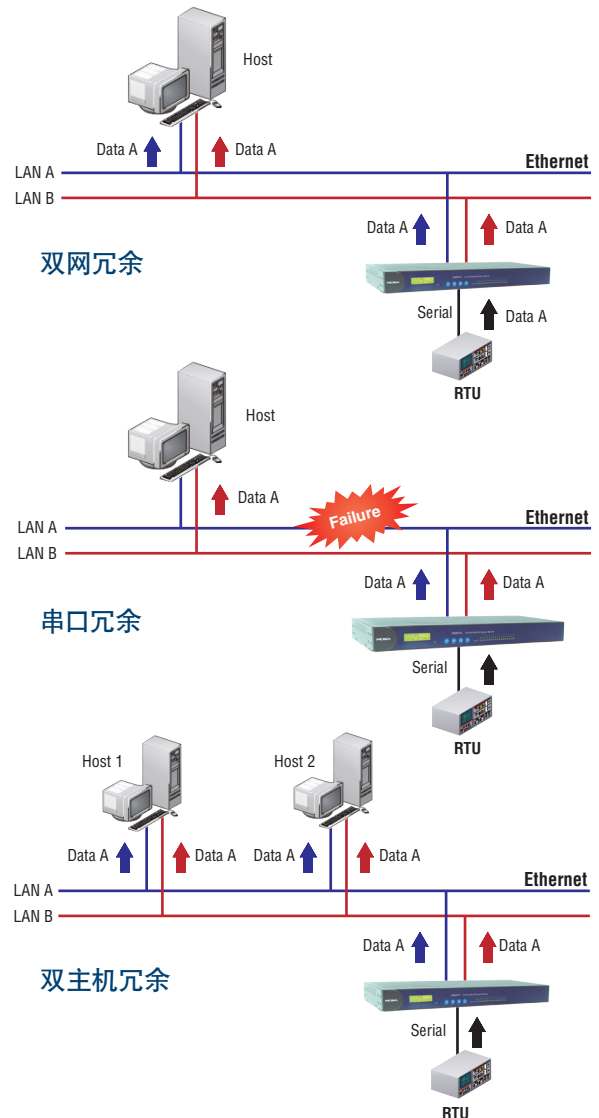 Host
Data A
Data A
Ethernet
LAN A
LAN B
Data A
Data A
双网冗余
Serial
Data A
RTU
Host
Data A
Failure
Ethernet
LAN A
LAN B
Data A
Data A
串口冗余
Serial
RTU
Host 1
Host 2
Data A
Data A
Data A
Data A
Ethernet
LAN A
LAN B
Data A
Data A
双主机冗余
Serial
RTU